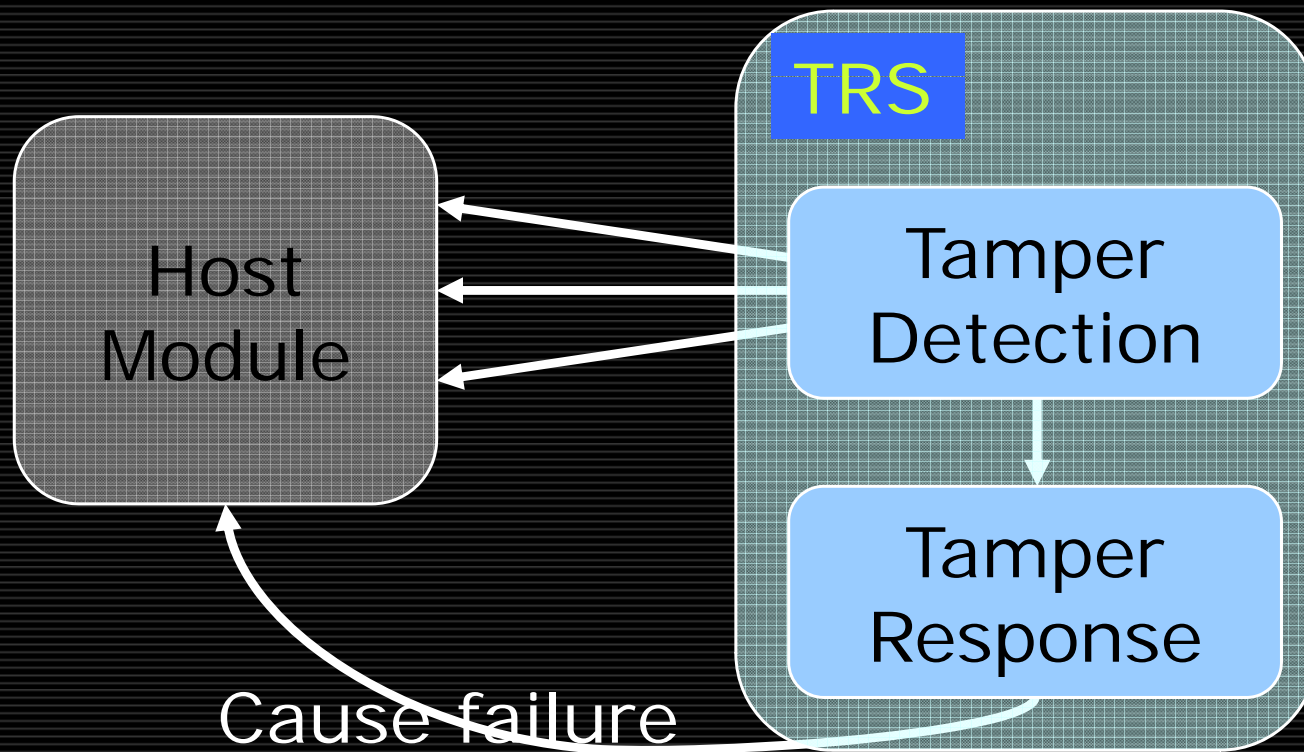 TRS
Host
Module
Tamper
Detection
Tamper
Response
Cause failure